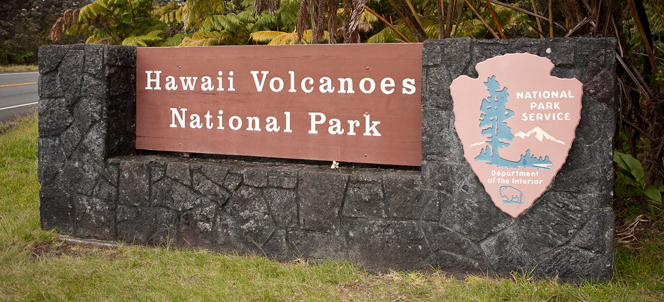 Hawaii Volcanoes
National Park
NATIONAL
PARK
SERVICE
Department
of the Interior